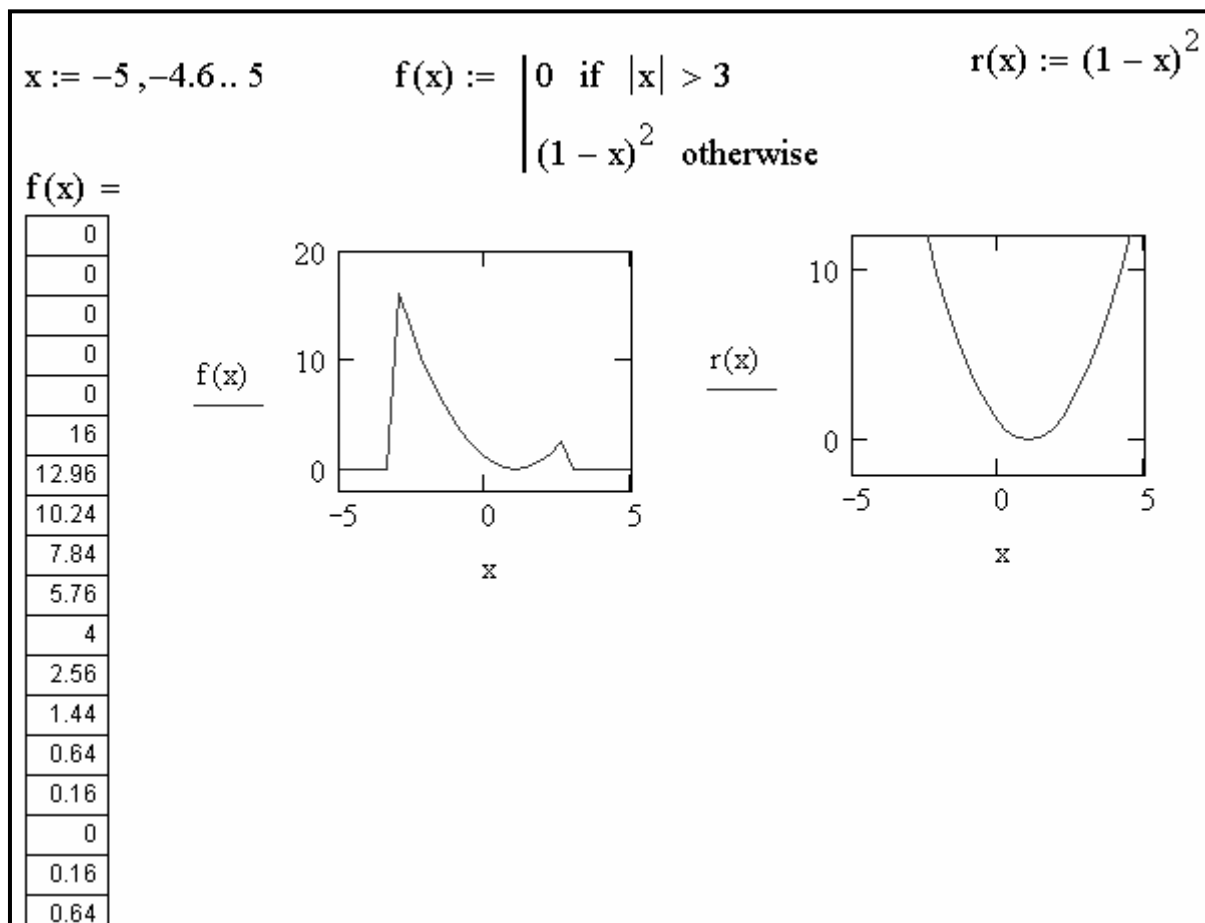 x := −5 , −4.6 .. 5
f(x) := | 0 if |x| > 3
(1 − x)² otherwise
r(x) := (1 − x)²
f(x) =
0
0
0
0
0
16
12.96
10.24
7.84
5.76
4
2.56
1.44
0.64
0.16
0
0.16
0.64
20
10
0
f(x)
−5 0 5
x
10
0
r(x)
−5 0 5
x